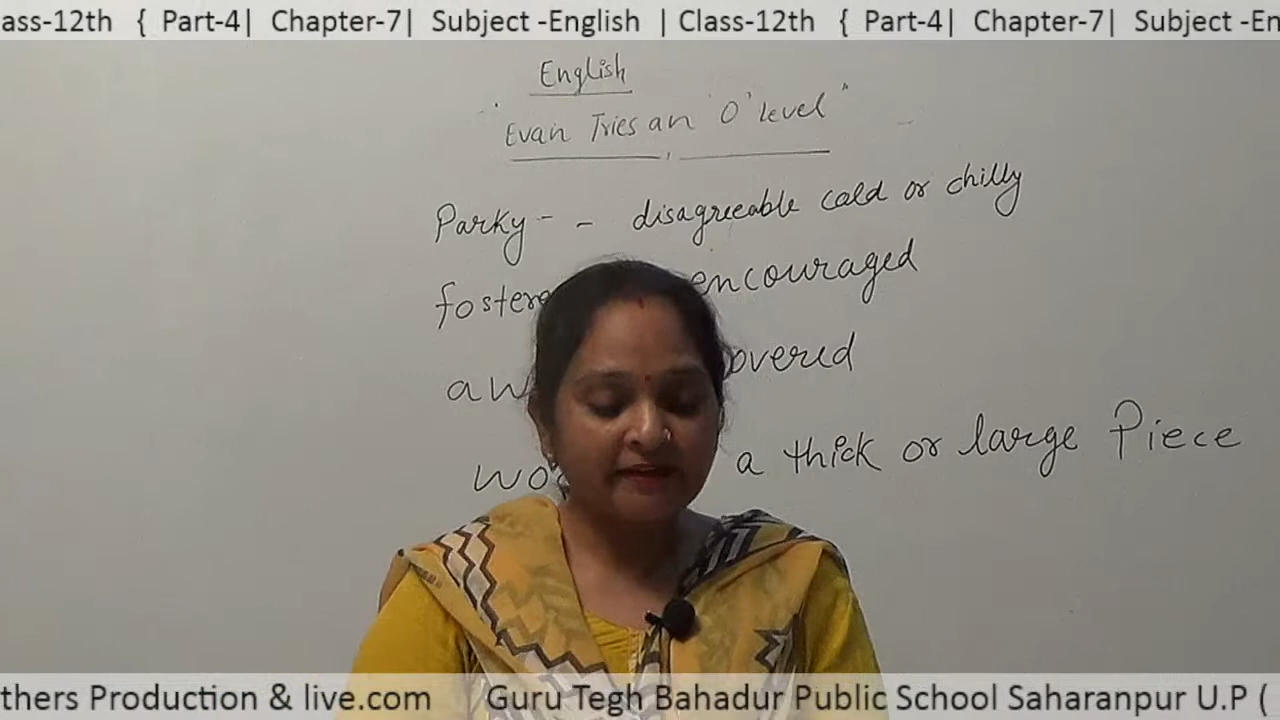 ass-12th { Part-4| Chapter-7| Subject -English | Class-12th { Part-4| Chapter-7| Subject -En
English
"Evan Tries an 'O' level"
Parky - - disagreeable cold or chilly
fostere encouraged
aw overed
wo a thick or large Piece
thers Production & live.com Guru Tegh Bahadur Public School Saharanpur U.P (